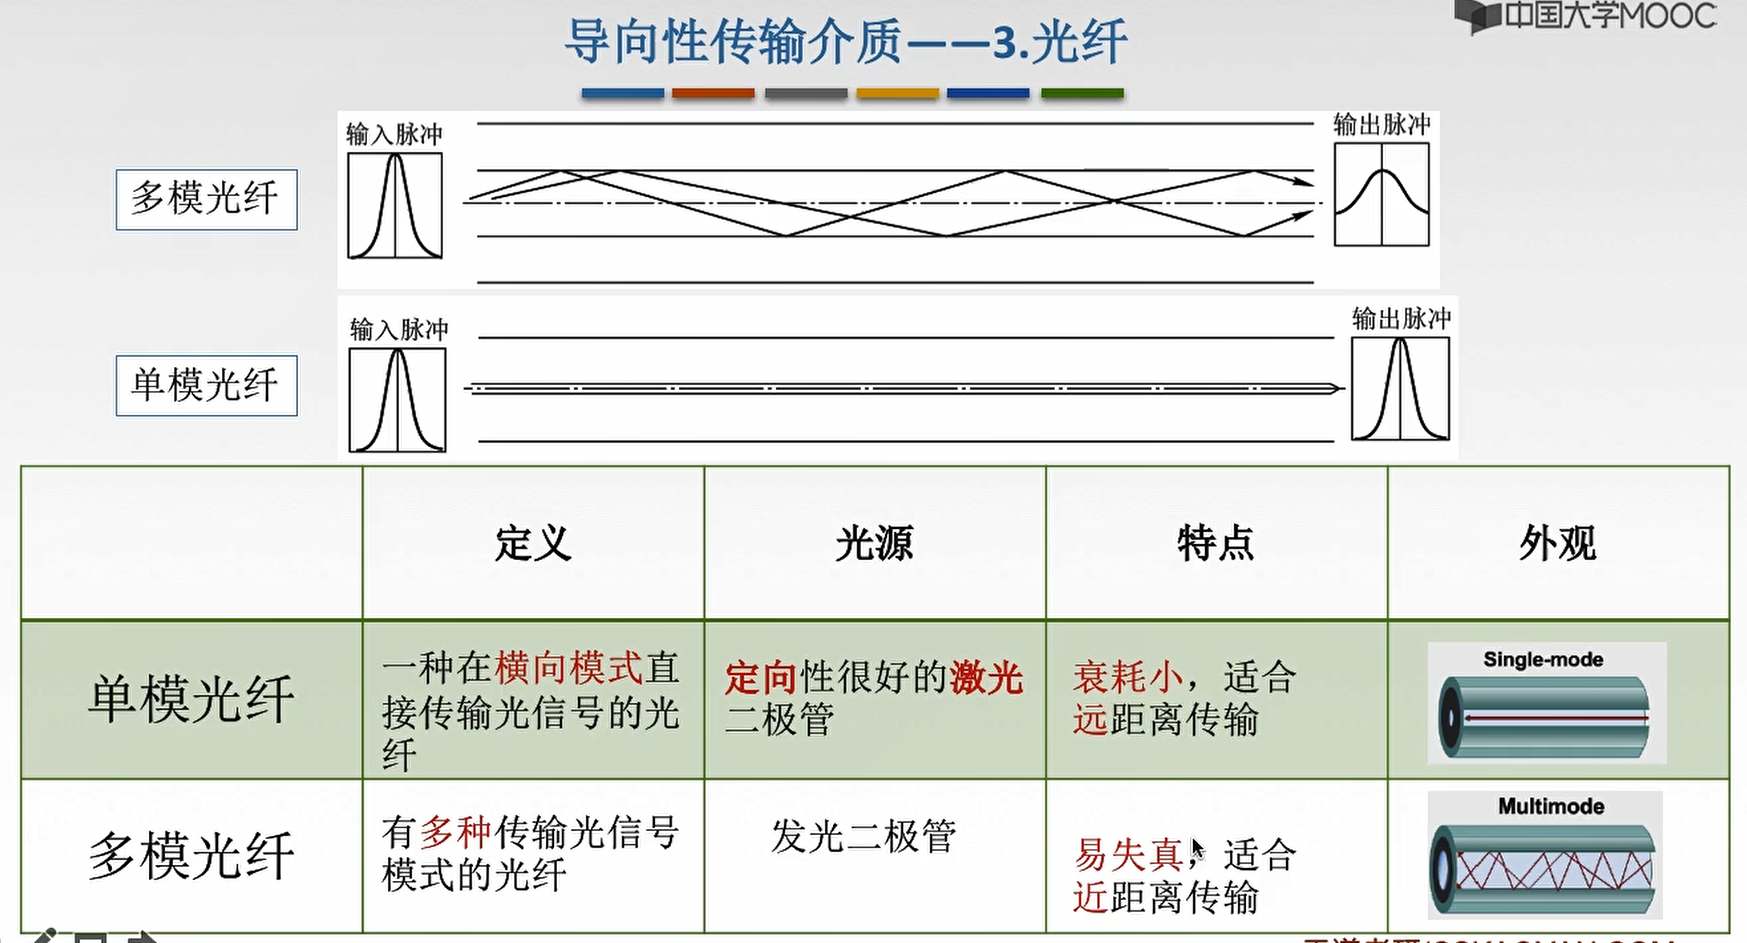 中国大学MOOC
导向性传输介质——3.光纤
输入脉冲
输出脉冲
多模光纤
输入脉冲
输出脉冲
单模光纤
定义
光源
特点
外观
单模光纤
一种在横向模式直
接传输光信号的光
纤
定向性很好的激光
二极管
衰耗小，适合
远距离传输
Single-mode
多模光纤
有多种传输光信号
模式的光纤
发光二极管
易失真，适合
近距离传输
Multimode